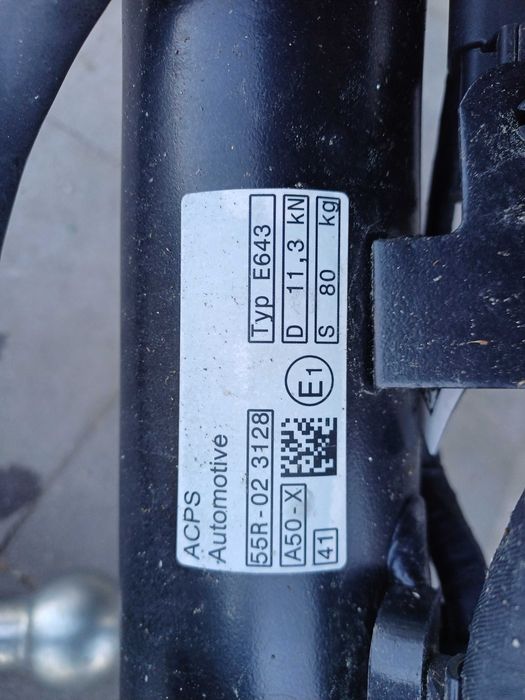 ACPS
Automotive
55R-02 3128
Typ E643
A50-X
D 11,3 kN
41
E1
S 80 kg